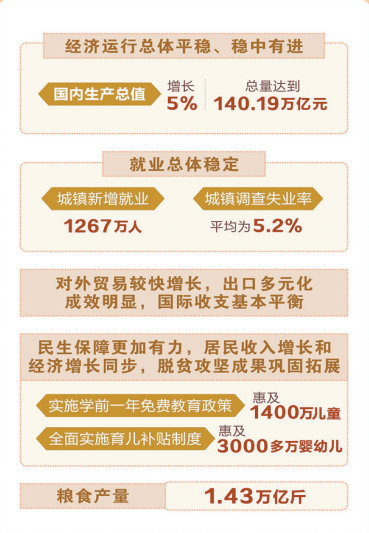 经济运行总体平稳、稳中有进
国内生产总值
增长
5%
总量达到
140.19万亿元
就业总体稳定
城镇新增就业
1267万人
城镇调查失业率
平均为5.2%
对外贸易较快增长，出口多元化
成效明显，国际收支基本平衡
民生保障更加有力，居民收入增长和
经济增长同步，脱贫攻坚成果巩固拓展
实施学前一年免费教育政策
惠及
1400万儿童
全面实施育儿补贴制度
惠及
3000多万婴幼儿
粮食产量
1.43万亿斤